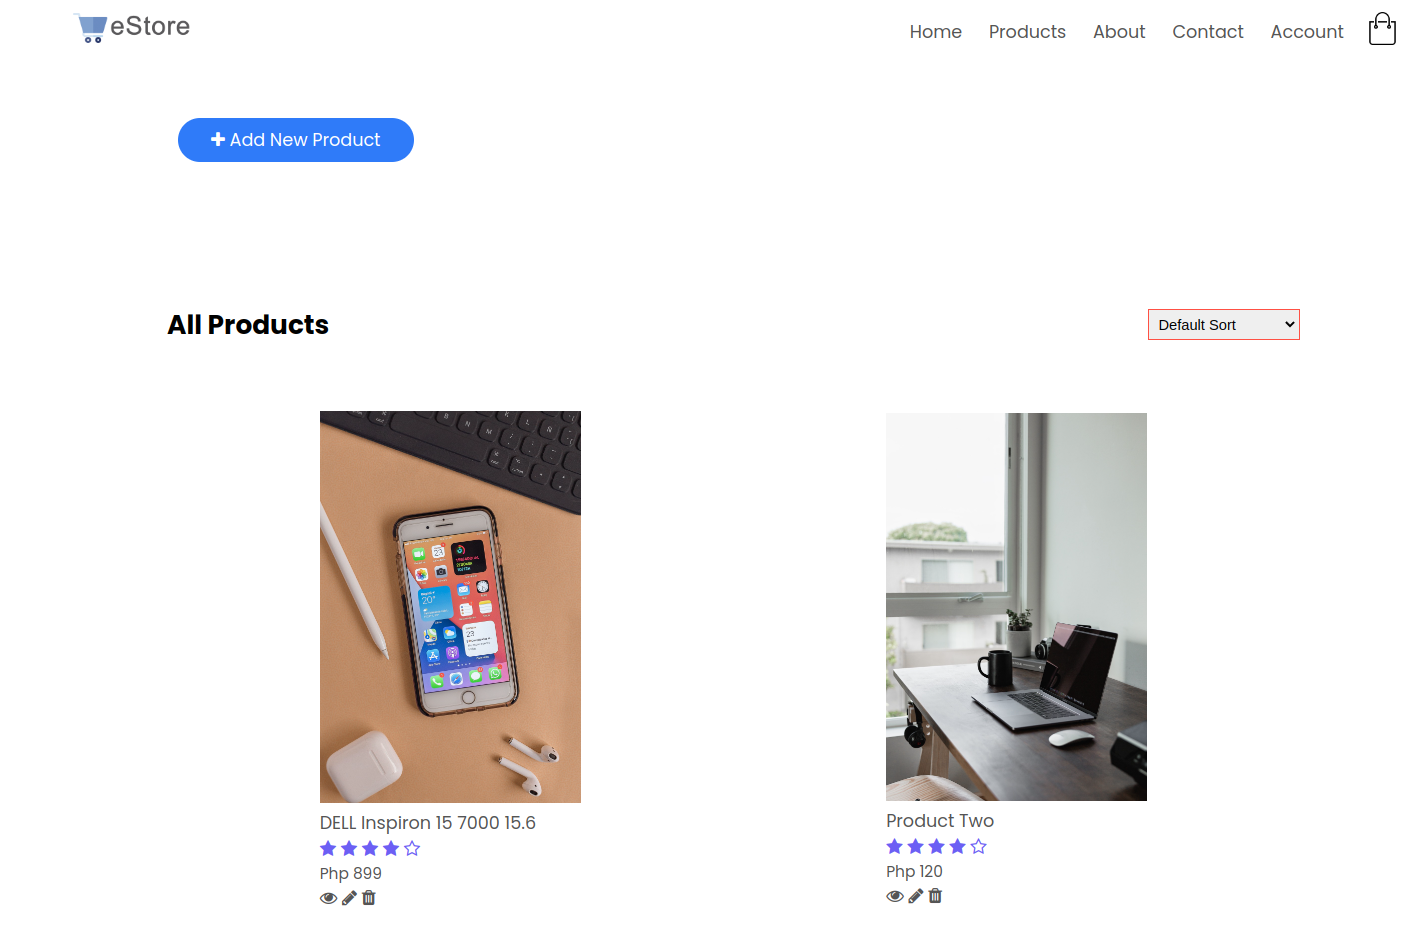 eStore
Home Products About Contact Account
Add New Product
All Products
Default Sort
DELL Inspiron 15 7000 15.6
Php 899
Product Two
Php 120